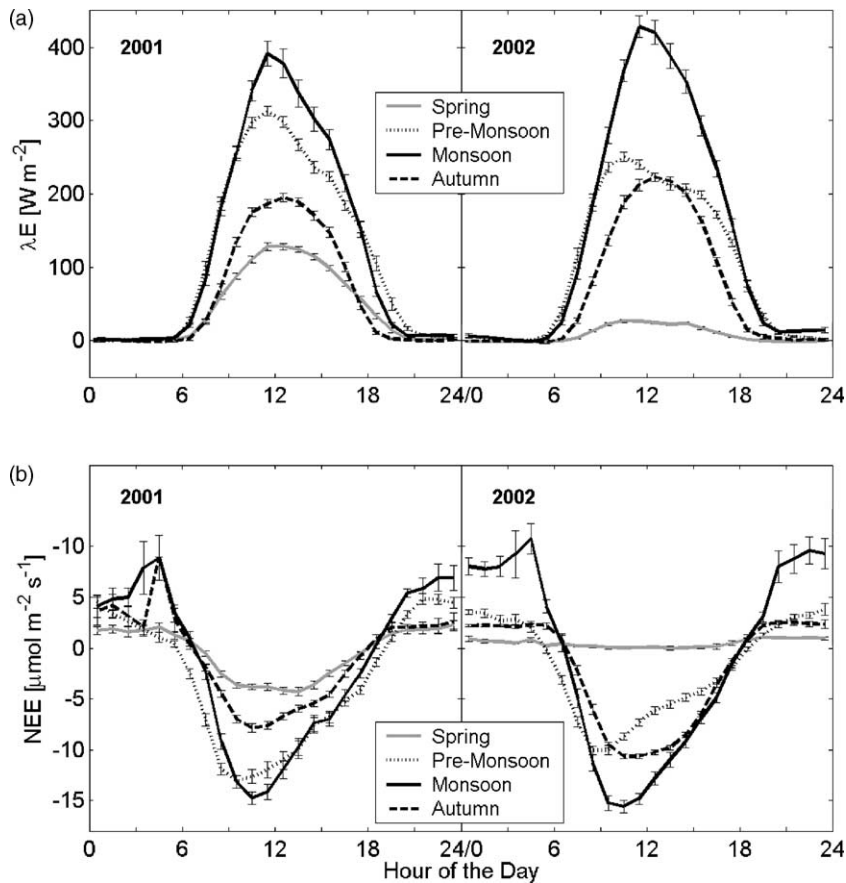 (a)
2001
2002
400
300
200
100
0
λE [W m⁻²]
Spring
Pre-Monsoon
Monsoon
Autumn
0
6
12
18
24/0
6
12
18
24
(b)
2001
2002
-10
5
0
-5
-10
-15
NEE [μmol m⁻² s⁻¹]
Spring
Pre-Monsoon
Monsoon
Autumn
0
6
12
18
24/0
6
12
18
24
Hour of the Day